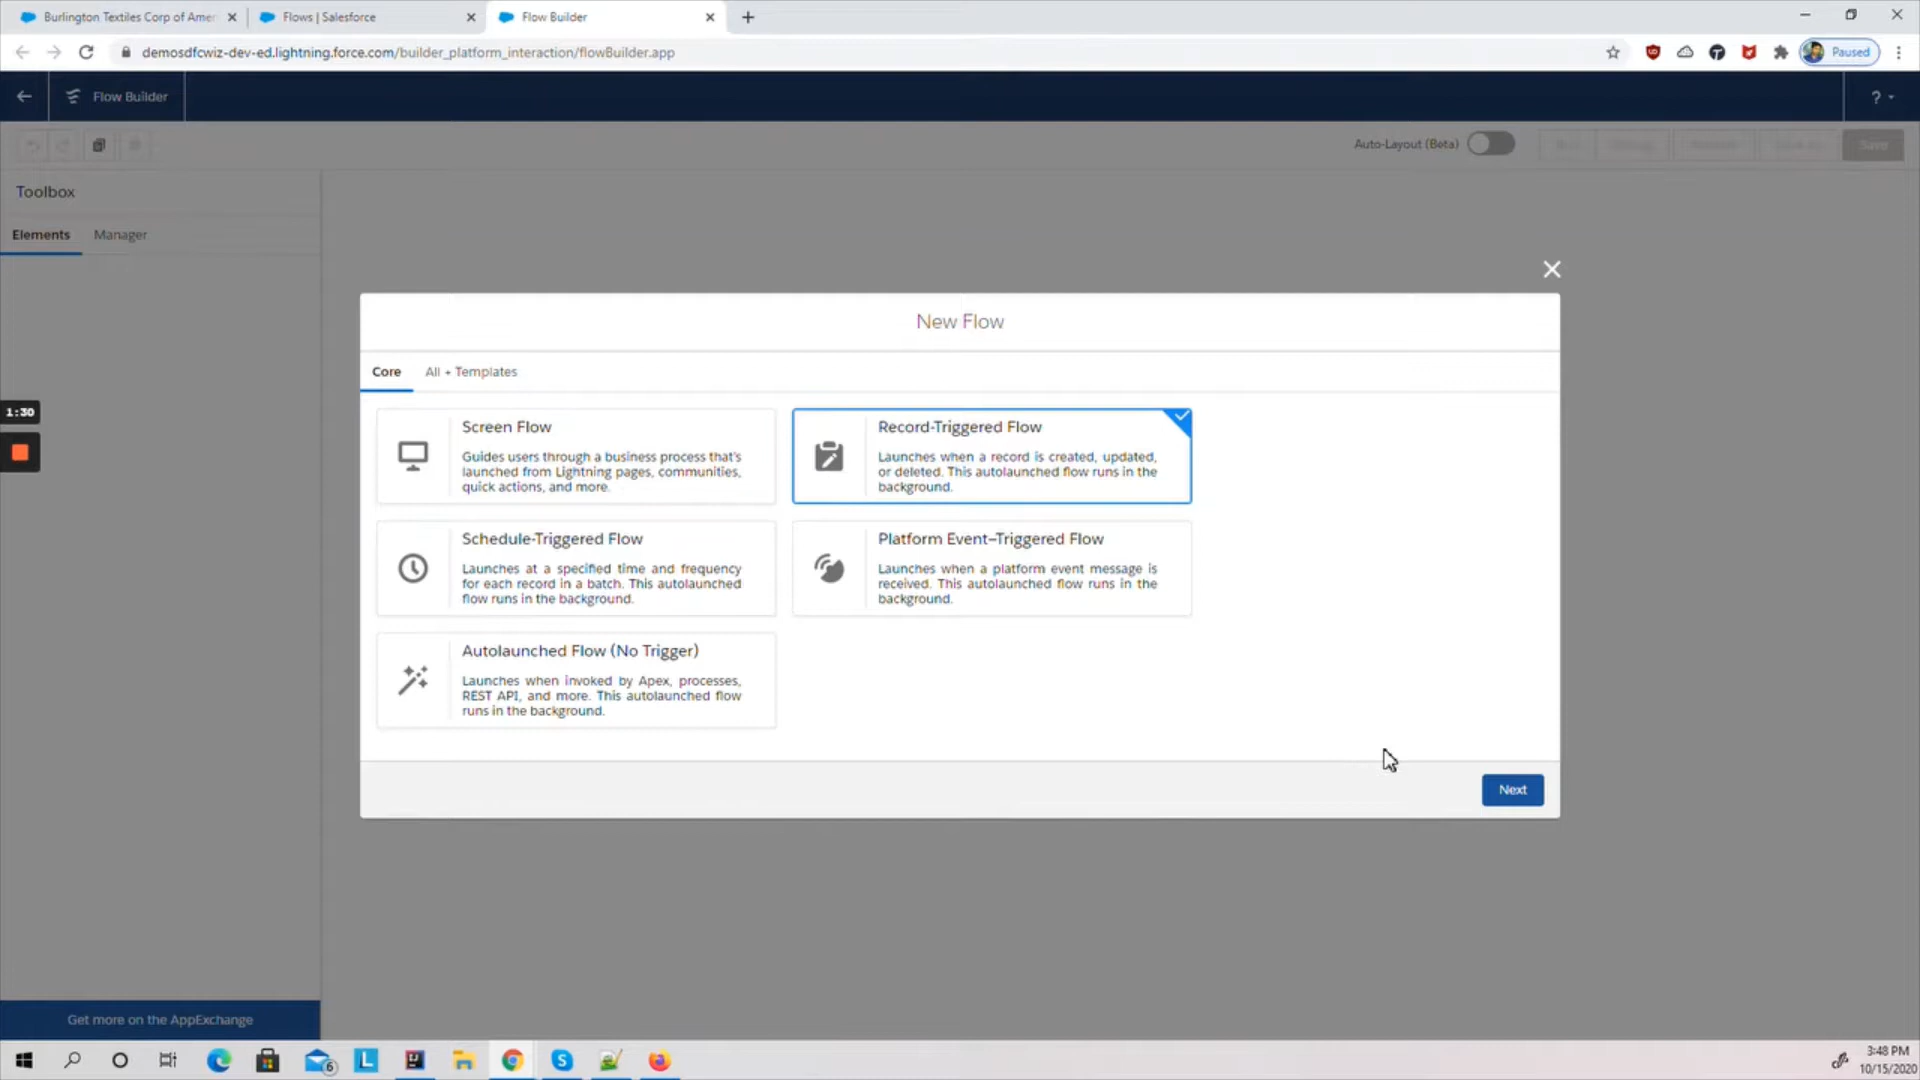 Burlington Textiles Corp of Amer
Flows | Salesforce
Flow Builder
demosdfcwiz-dev-ed.lightning.force.com/builder_platform_interaction/flowBuilder.app
Paused
Flow Builder
?
Auto-Layout (Beta)
Save
Toolbox
Elements
Manager
New Flow
Core
All + Templates
1:30
Screen Flow
Guides users through a business process that's
launched from Lightning pages, communities,
quick actions, and more.
Record-Triggered Flow
Launches when a record is created, updated,
or deleted. This autolaunched flow runs in the
background.
Schedule-Triggered Flow
Launches at a specified time and frequency
for each record in a batch. This autolaunched
flow runs in the background.
Platform Event–Triggered Flow
Launches when a platform event message is
received. This autolaunched flow runs in the
background.
Autolaunched Flow (No Trigger)
Launches when invoked by Apex, processes,
REST API, and more. This autolaunched flow
runs in the background.
Next
Get more on the AppExchange
6
L
S
3:48 PM
10/15/2020